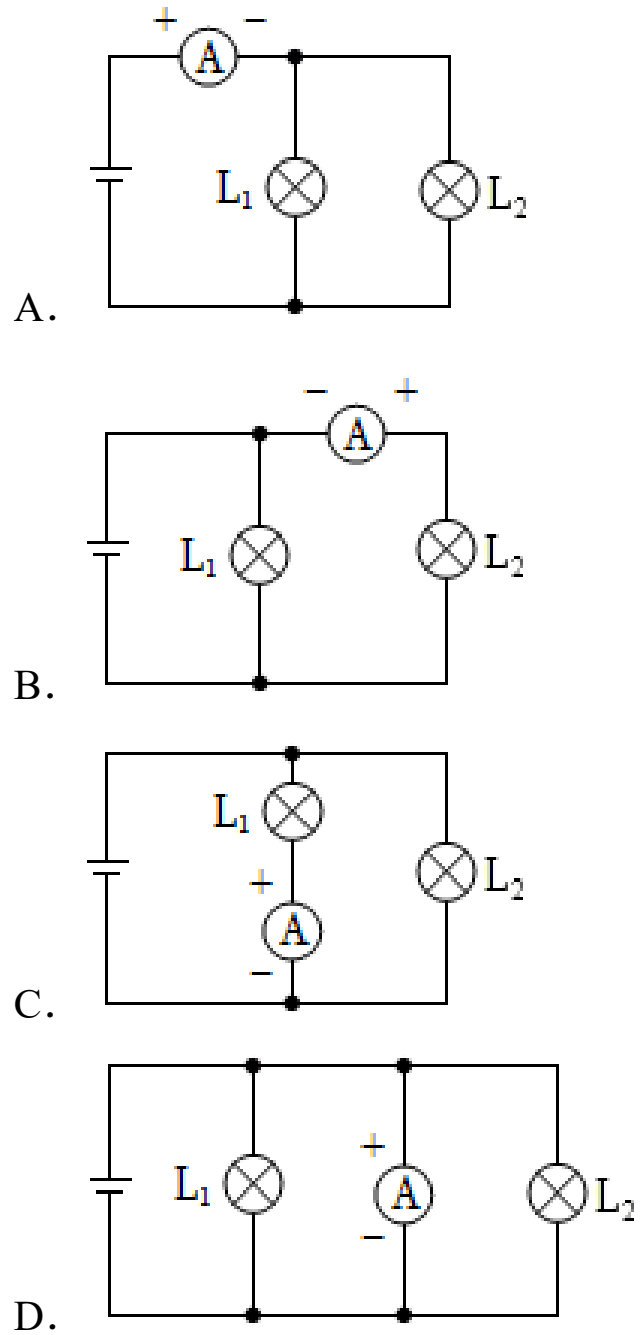 + A −
L₁ L₂
A.
− A +
L₁ L₂
B.
L₁
+ L₂
A
−
C.
+
L₁ A L₂
−
D.